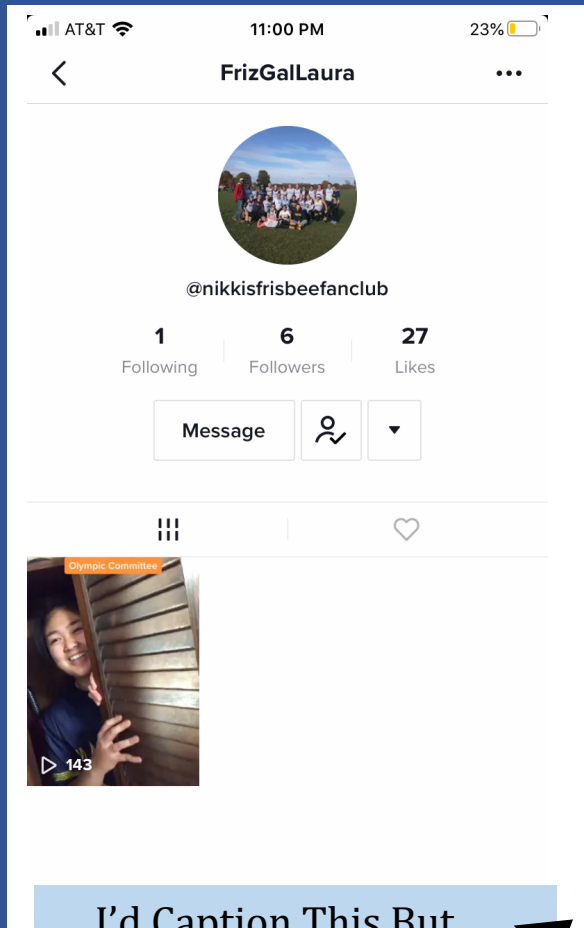 AT&T 11:00 PM 23%
FrizGalLaura
@nikkisfrisbeefanclub
1 6 27
Following Followers Likes
Message
Olympic Committee
143
I'd Caption This But